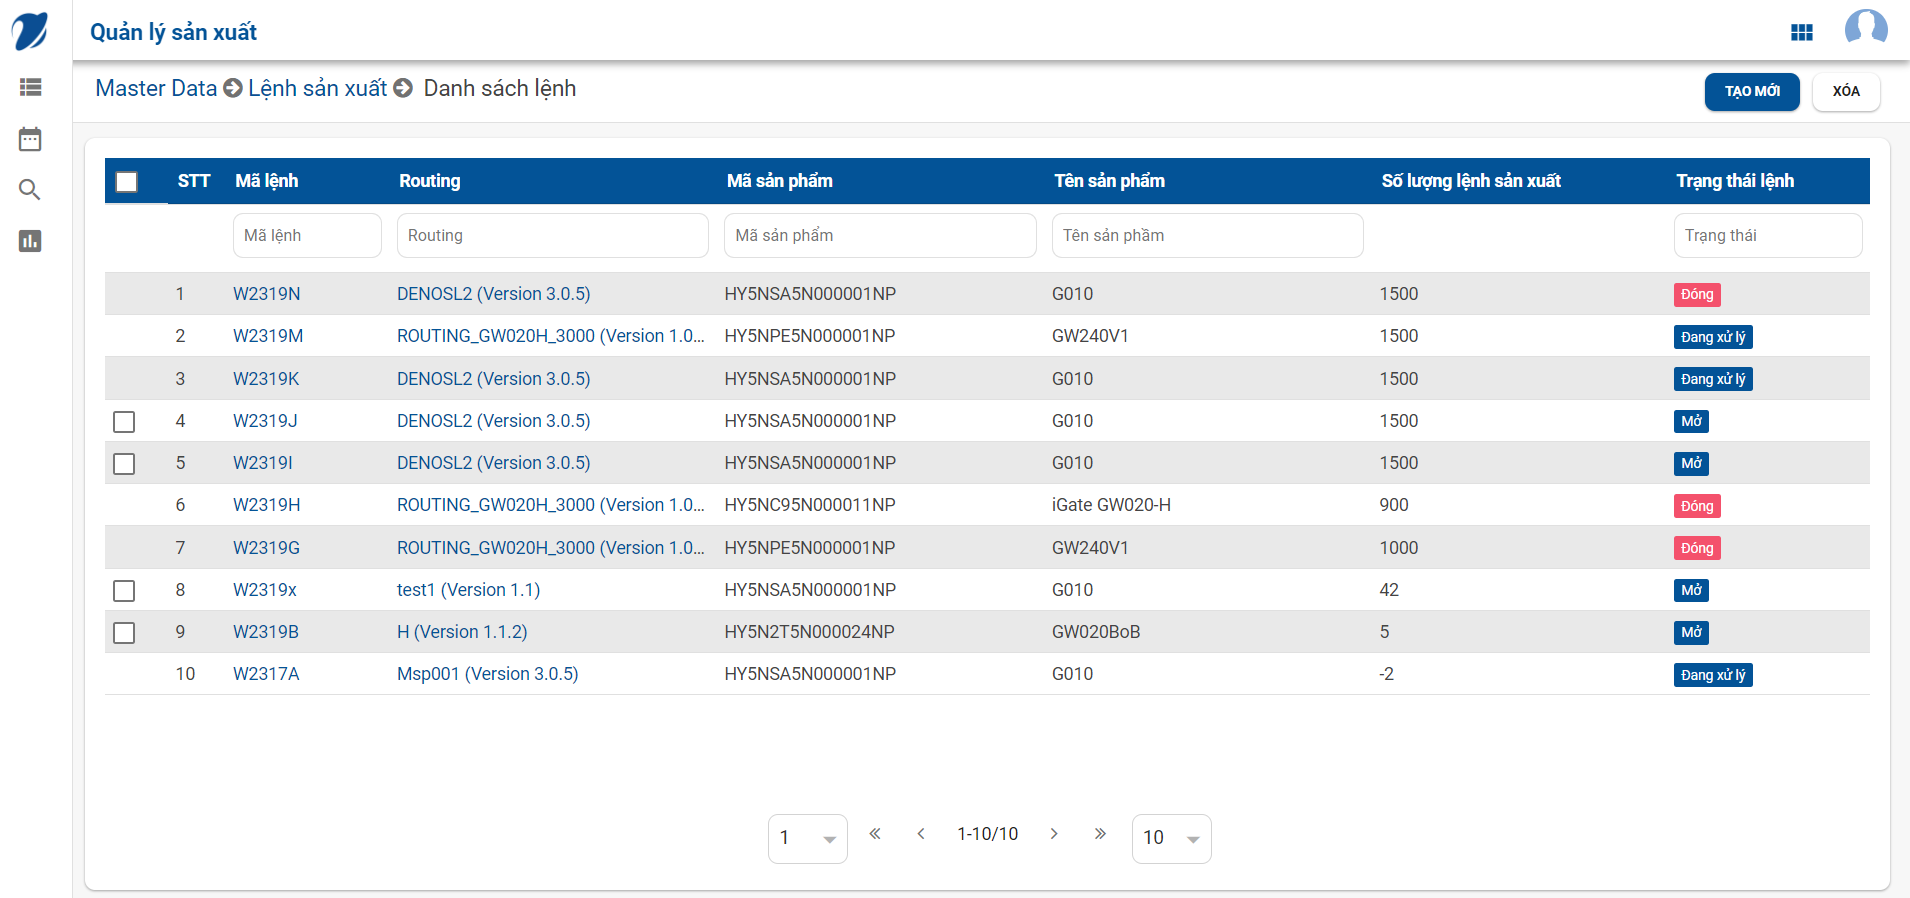 Quản lý sản xuất
Master Data Lệnh sản xuất Danh sách lệnh
TẠO MỚI XÓA
STT Mã lệnh Routing Mã sản phẩm Tên sản phẩm Số lượng lệnh sản xuất Trạng thái lệnh
Mã lệnh Routing Mã sản phẩm Tên sản phầm Trạng thái
1 W2319N DENOSL2 (Version 3.0.5) HY5NSA5N000001NP G010 1500 Đóng
2 W2319M ROUTING_GW020H_3000 (Version 1.0... HY5NPE5N000001NP GW240V1 1500 Đang xử lý
3 W2319K DENOSL2 (Version 3.0.5) HY5NSA5N000001NP G010 1500 Đang xử lý
4 W2319J DENOSL2 (Version 3.0.5) HY5NSA5N000001NP G010 1500 Mở
5 W2319I DENOSL2 (Version 3.0.5) HY5NSA5N000001NP G010 1500 Mở
6 W2319H ROUTING_GW020H_3000 (Version 1.0... HY5NC95N000011NP iGate GW020-H 900 Đóng
7 W2319G ROUTING_GW020H_3000 (Version 1.0... HY5NPE5N000001NP GW240V1 1000 Đóng
8 W2319x test1 (Version 1.1) HY5NSA5N000001NP G010 42 Mở
9 W2319B H (Version 1.1.2) HY5N2T5N000024NP GW020BoB 5 Mở
10 W2317A Msp001 (Version 3.0.5) HY5NSA5N000001NP G010 -2 Đang xử lý
1 « ‹ 1-10/10 › » 10